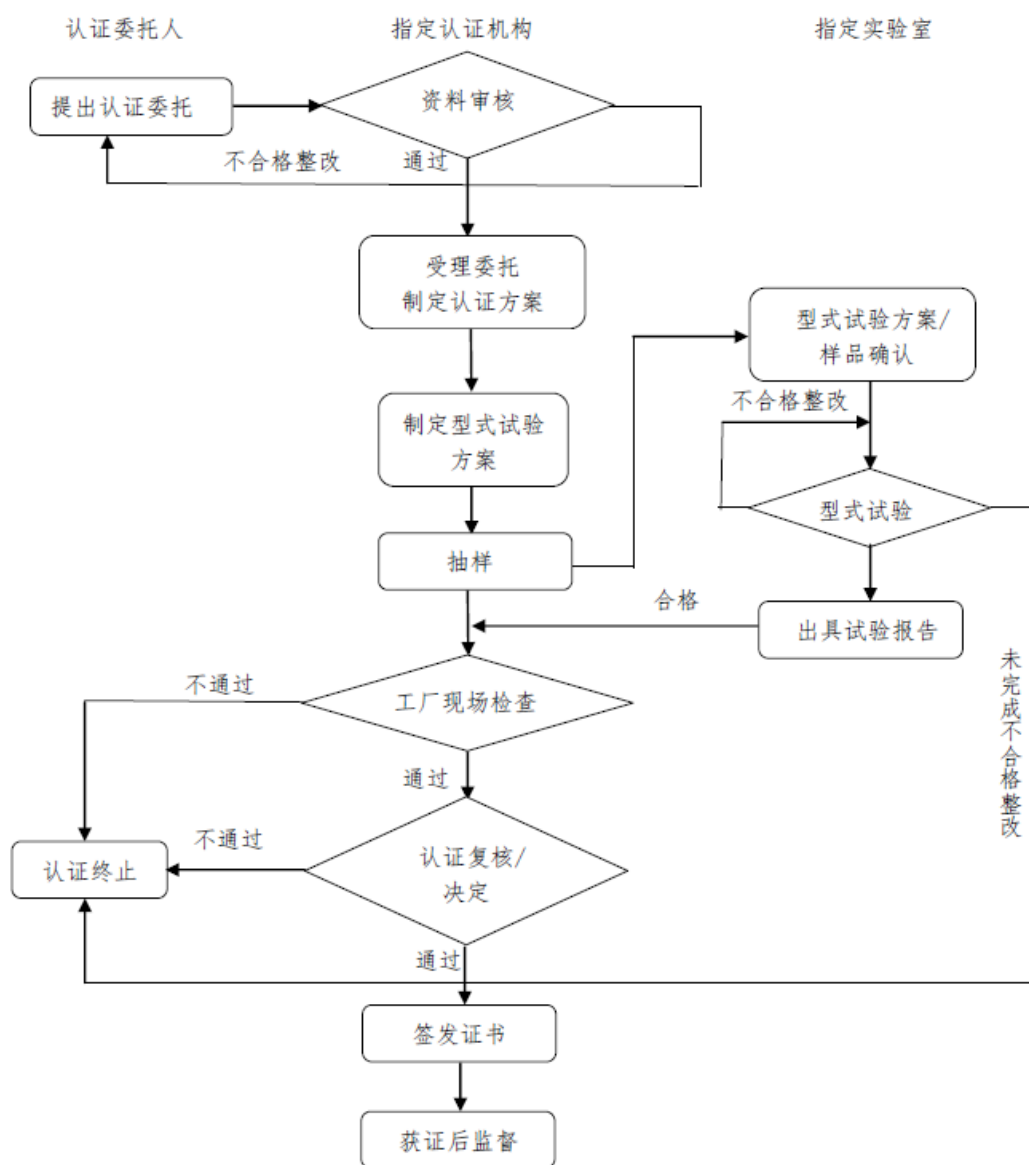 认证委托人
指定认证机构
指定实验室
提出认证委托
资料审核
不合格整改
通过
受理委托
制定认证方案
型式试验方案/
样品确认
不合格整改
制定型式试验
方案
型式试验
抽样
合格
出具试验报告
不通过
工厂现场检查
未完成不合格整改
通过
不通过
认证终止
认证复核/
决定
通过
签发证书
获证后监督